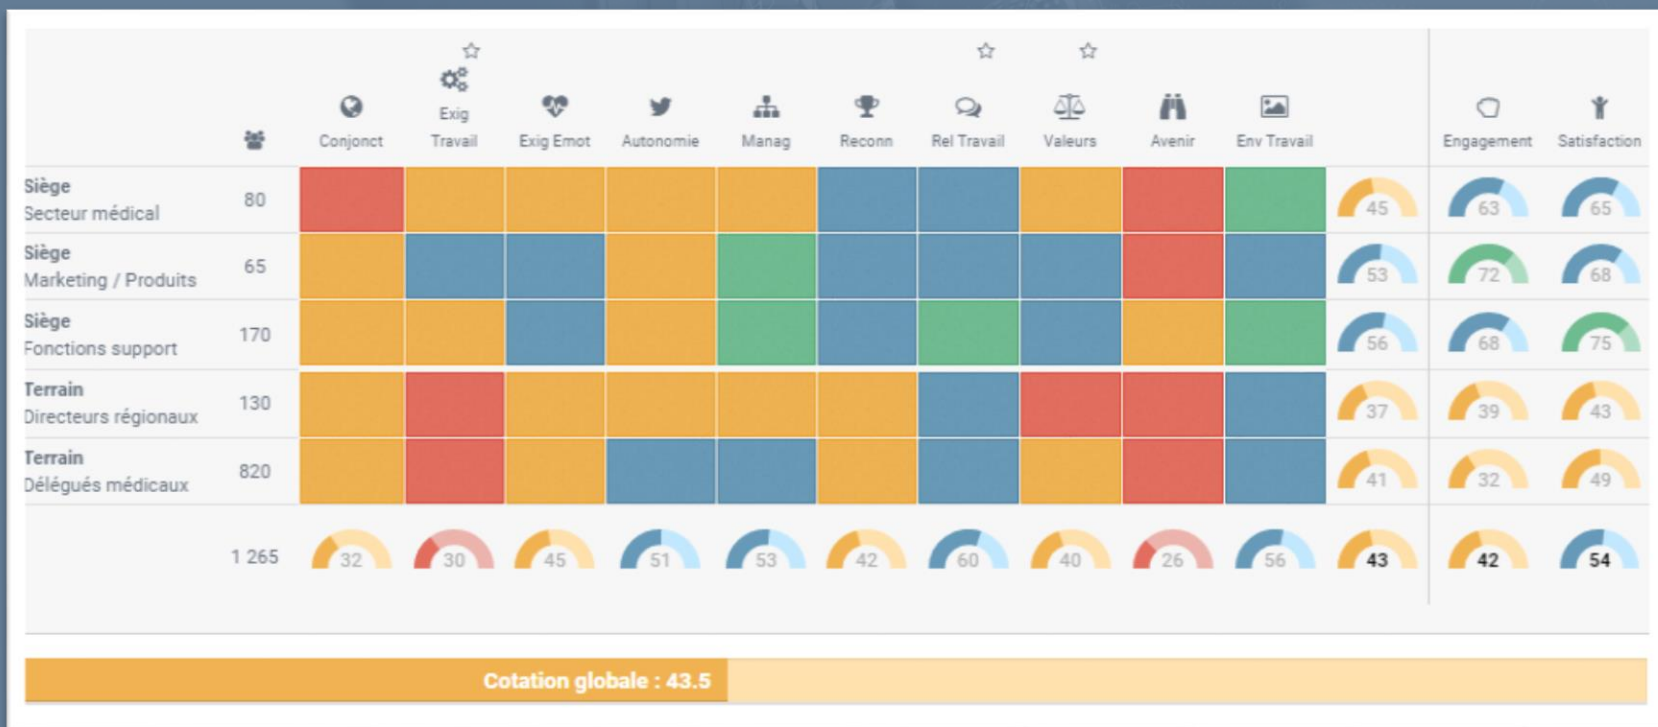 Conjonct Exig Travail Exig Emot Autonomie Manag Reconn Rel Travail Valeurs Avenir Env Travail Engagement Satisfaction
Siège
Secteur médical 80 45 63 65
Siège
Marketing / Produits 65 53 72 68
Siège
Fonctions support 170 56 68 75
Terrain
Directeurs régionaux 130 37 39 43
Terrain
Délégués médicaux 820 41 32 49
1 265 32 30 45 51 53 42 60 40 26 56 43 42 54
Cotation globale : 43.5